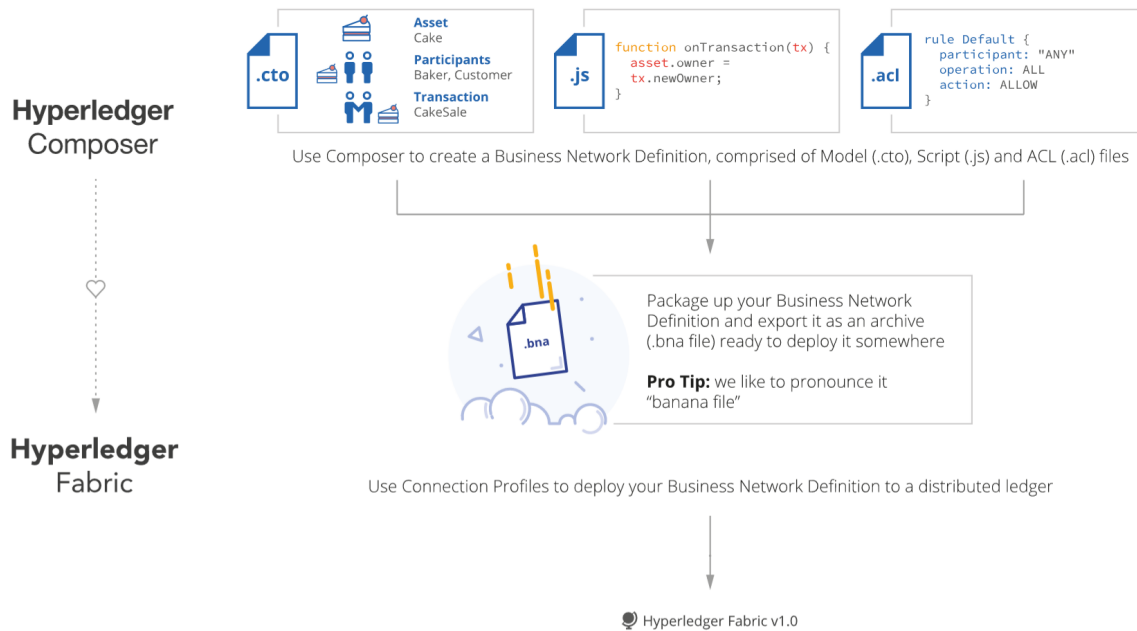 Hyperledger
Composer
.cto
Asset
Cake
Participants
Baker, Customer
Transaction
CakeSale
.js
function onTransaction(tx) {
asset.owner =
tx.newOwner;
}
.acl
rule Default {
participant: "ANY"
operation: ALL
action: ALLOW
}
Use Composer to create a Business Network Definition, comprised of Model (.cto), Script (.js) and ACL (.acl) files
.bna
Package up your Business Network
Definition and export it as an archive
(.bna file) ready to deploy it somewhere
Pro Tip: we like to pronounce it
“banana file”
Hyperledger
Fabric
Use Connection Profiles to deploy your Business Network Definition to a distributed ledger
Hyperledger Fabric v1.0